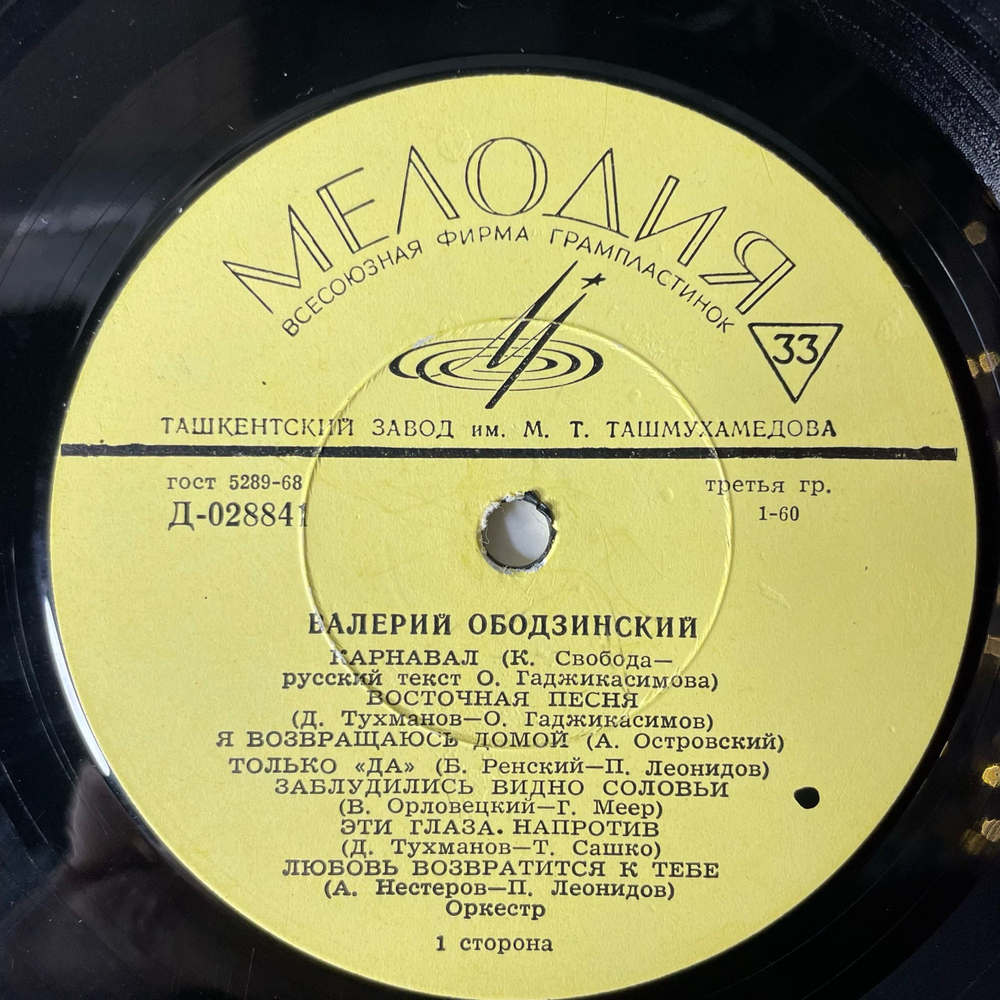 МЕЛОДИЯ
ВСЕСОЮЗНАЯ ФИРМА ГРАМПЛАСТИНОК
33
ТАШКЕНТСКИЙ ЗАВОД им. М. Т. ТАШМУХАМЕДОВА
гост 5289-68
третья гр.
Д-028841
1-60
ВАЛЕРИЙ ОБОДЗИНСКИЙ
КАРНАВАЛ (К. Свобода—
русский текст О. Гаджикасимова)
ВОСТОЧНАЯ ПЕСНЯ
(Д. Тухманов—О. Гаджикасимов)
Я ВОЗВРАЩАЮСЬ ДОМОЙ (А. Островский)
ТОЛЬКО «ДА» (Б. Ренский—П. Леонидов)
ЗАБЛУДИЛИСЬ ВИДНО СОЛОВЬИ
(В. Орловецкий—Г. Меер)
ЭТИ ГЛАЗА. НАПРОТИВ
(Д. Тухманов—Т. Сашко)
ЛЮБОВЬ ВОЗВРАТИТСЯ К ТЕБЕ
(А. Нестеров—П. Леонидов)
Оркестр
1 сторона